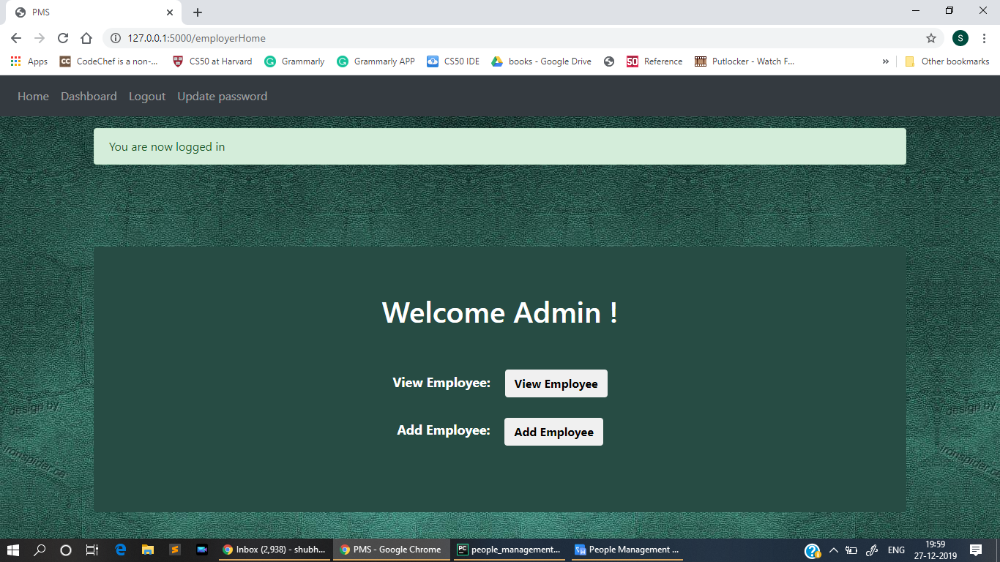 PMS
127.0.0.1:5000/employerHome
S
Apps
CC
CodeChef is a non-...
CS50 at Harvard
Grammarly
Grammarly APP
CS50 IDE
books - Google Drive
50
Reference
Putlocker - Watch F...
»
Other bookmarks
Home Dashboard Logout Update password
You are now logged in
Welcome Admin !
View Employee: View Employee
Add Employee: Add Employee
design by
ironspider.ca
design by
ironspider.ca
Inbox (2,938) - shubh...
PMS - Google Chrome
PC
people_management...
People Management ...
ENG
19:59
27-12-2019